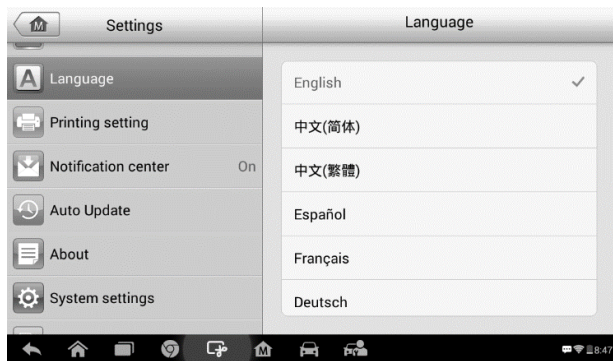 Settings
Language
Language
Printing setting
Notification center On
Auto Update
About
System settings
English
中文(简体)
中文(繁體)
Español
Français
Deutsch
8:47